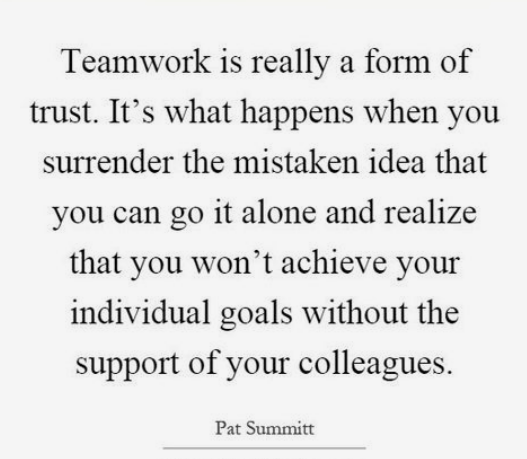 Teamwork is really a form of
trust. It’s what happens when you
surrender the mistaken idea that
you can go it alone and realize
that you won’t achieve your
individual goals without the
support of your colleagues.
Pat Summitt